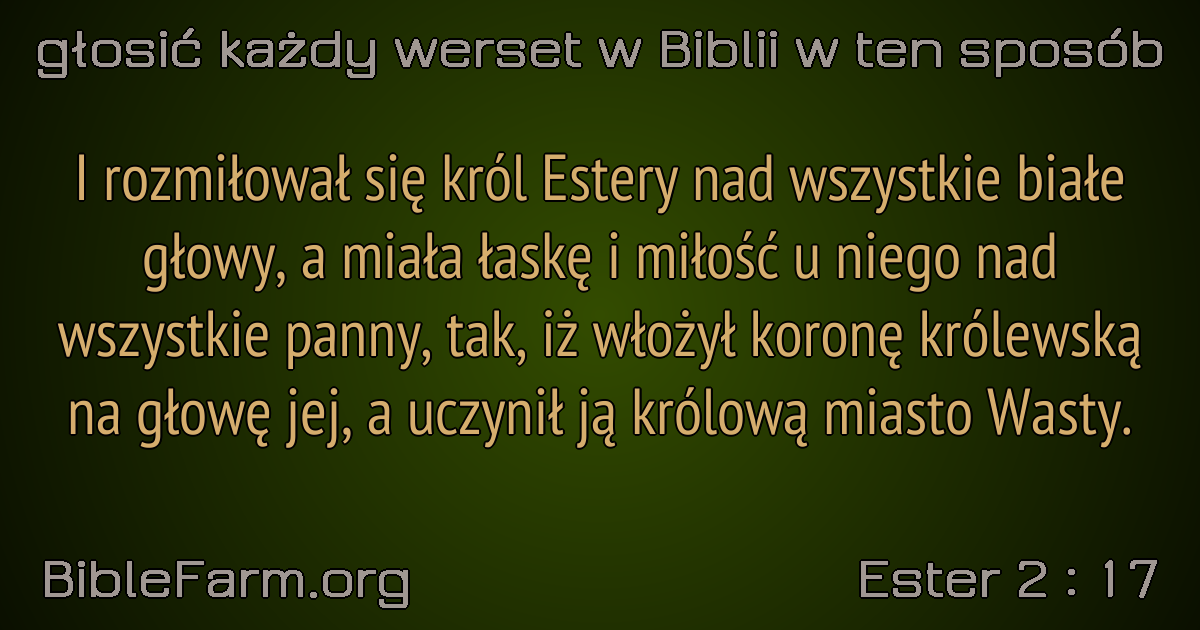 głosić każdy werset w Biblii w ten sposób
I rozmiłował się król Estery nad wszystkie białe
głowy, a miała łaskę i miłość u niego nad
wszystkie panny, tak, iż włożył koronę królewską
na głowę jej, a uczynił ją królową miasto Wasty.
BibleFarm.org
Ester 2 : 17